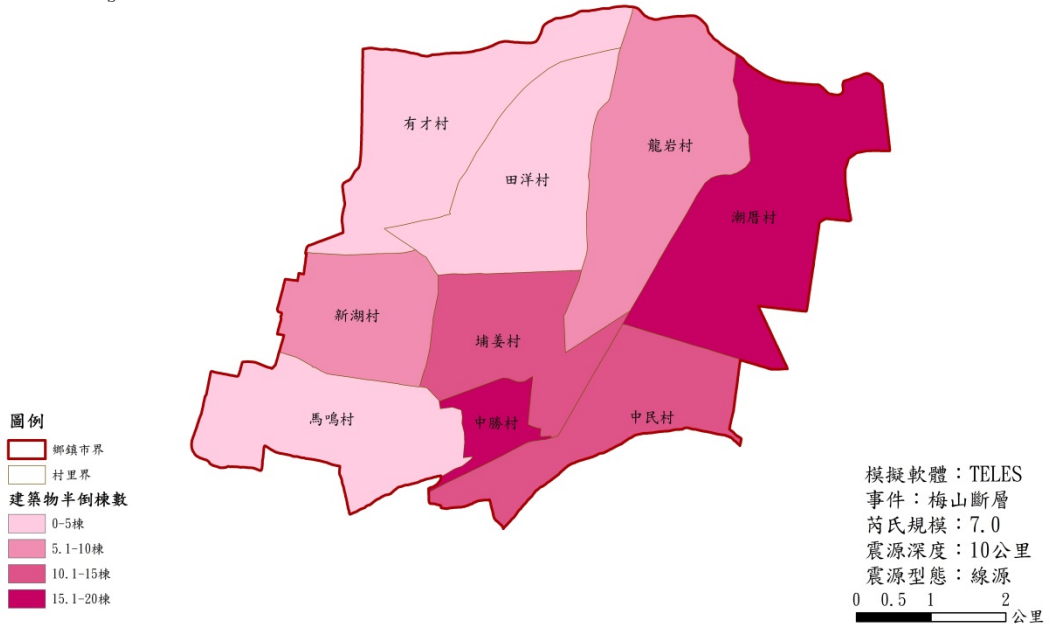 有才村
田洋村
龍岩村
潮厝村
新湖村
埔姜村
馬鳴村
中勝村
中民村
圖例
鄉鎮市界
村里界
建築物半倒棟數
0-5棟
5.1-10棟
10.1-15棟
15.1-20棟
模擬軟體：TELES
事件：梅山斷層
芮氏規模：7.0
震源深度：10公里
震源型態：線源
0 0.5 1 2
公里